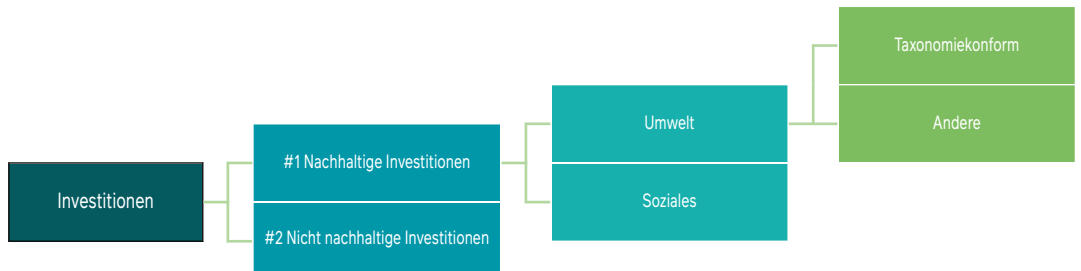 Investitionen
#1 Nachhaltige Investitionen
#2 Nicht nachhaltige Investitionen
Umwelt
Soziales
Taxonomiekonform
Andere